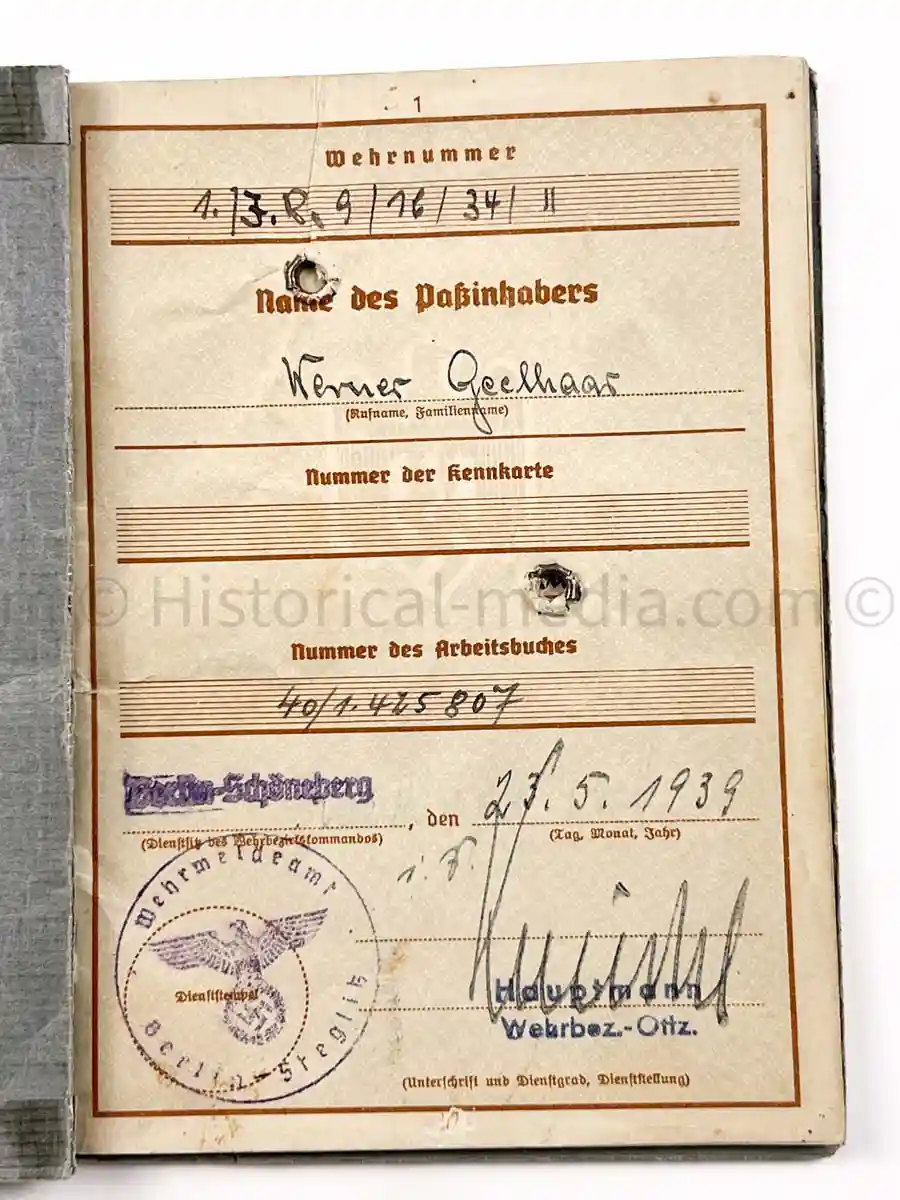 1
Wehrnummer
1./J.R. 9/16/34/II
Name des Paßinhabers
Werner Geelhaar
(Rufname, Familienname)
Nummer der Kennkarte
© Historical-media.com ©
Nummer des Arbeitsbuches
40/1.425807
Berlin-Schöneberg, den 23.5.1939
(Dienstsitz des Wehrbezirkskommandos) (Tag, Monat, Jahr)
Wehrmeldeamt
i.V.
Dienststempel
Hauptmann
Wehrbez.-Offz.
Berlin-Steglitz
(Unterschrift und Dienstgrad, Dienststellung)